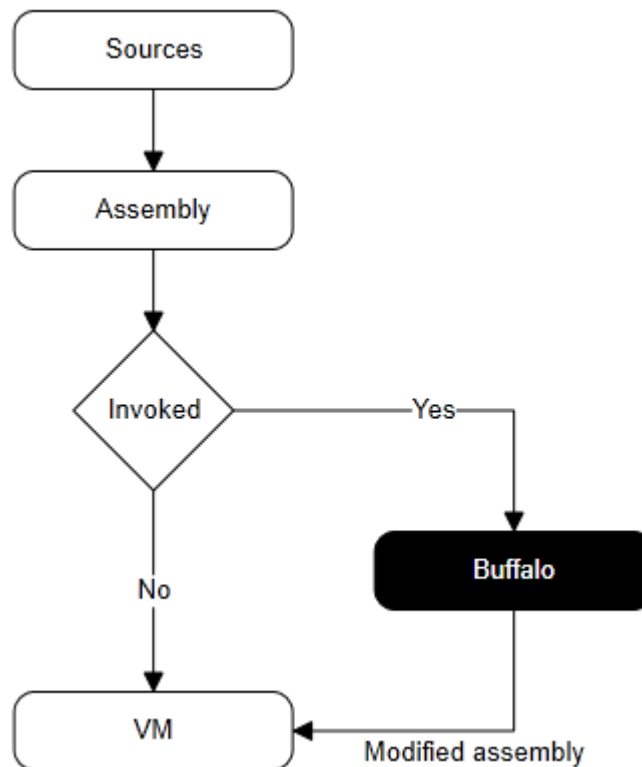 Sources
Assembly
Invoked
Yes
Buffalo
No
VM
Modified assembly